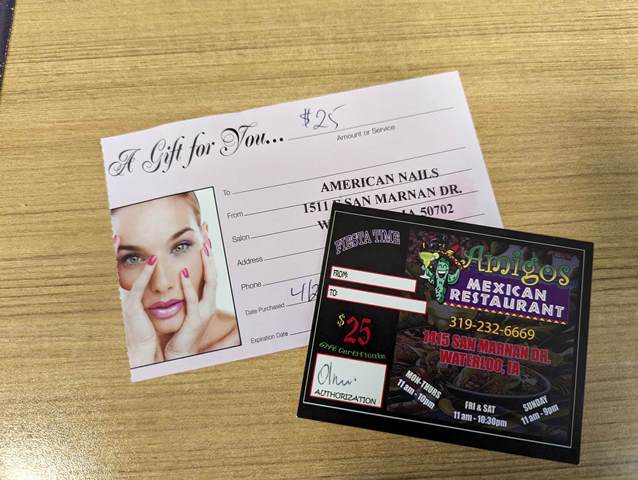 A Gift for You...
$25
Amount or Service
To
AMERICAN NAILS
From
1511 SAN MARNAN DR.
Salon
50702
Address
Phone
Date Purchased 4/2
Expiration Date
FIESTA TIME
FROM:
TO:
$25
Gift Certificate
AUTHORIZATION
Amigos
MEXICAN
RESTAURANT
319-232-6669
1415 SAN MARNAN DR.
WATERLOO, IA
MON-THURS
11 am - 10pm
FRI & SAT
11 am - 10:30pm
SUNDAY
11 am - 9pm